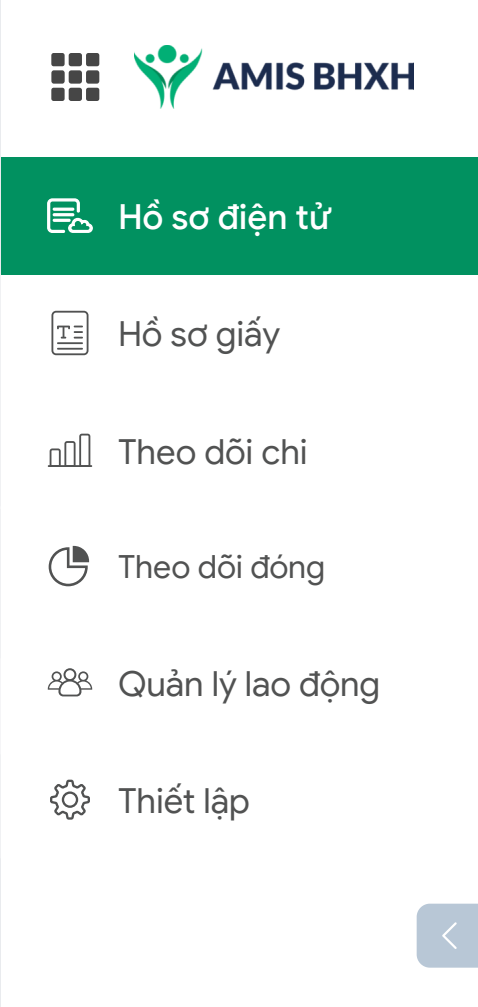 AMIS BHXH
Hồ sơ điện tử
Hồ sơ giấy
Theo dõi chi
Theo dõi đóng
Quản lý lao động
Thiết lập